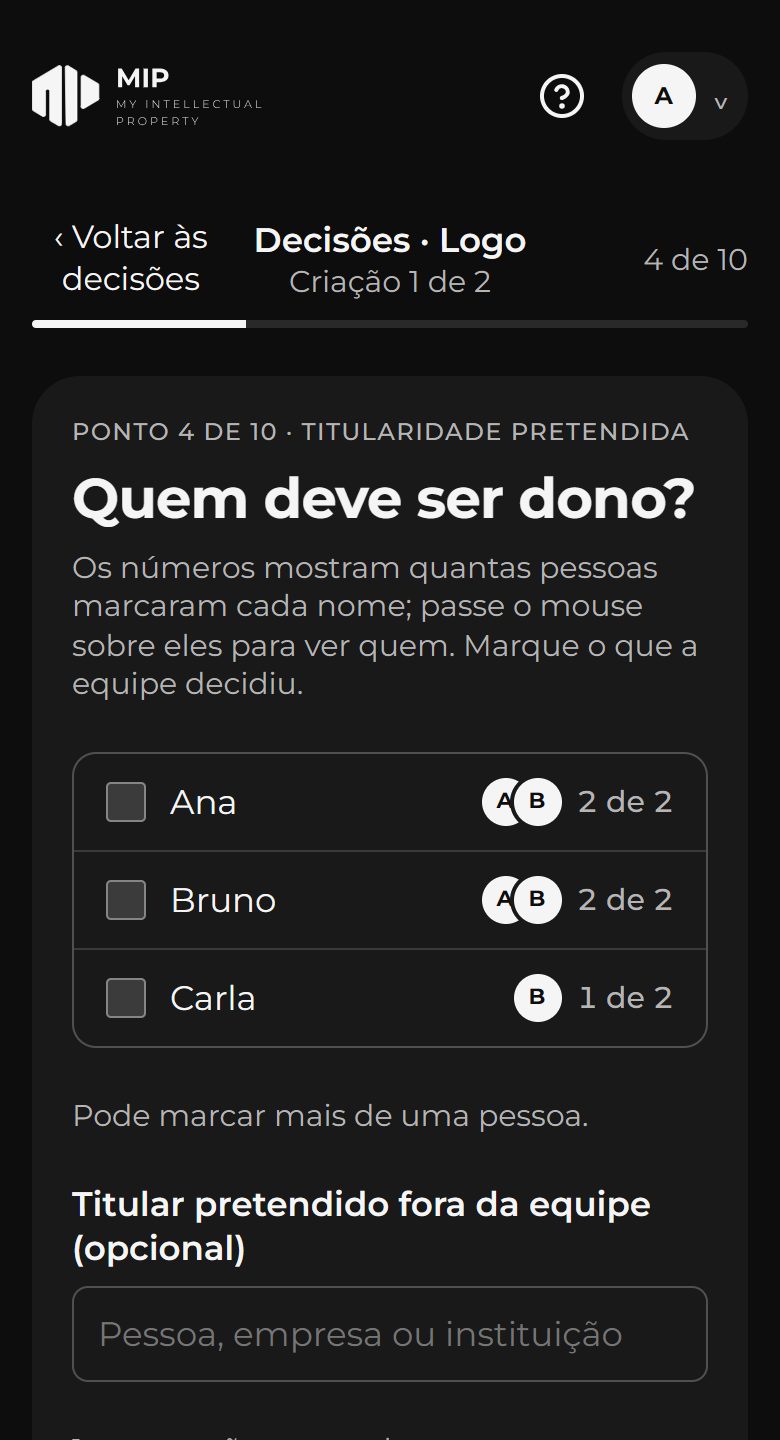 MIP
MY INTELLECTUAL
PROPERTY
A
v
‹ Voltar às
decisões
Decisões · Logo
Criação 1 de 2
4 de 10
PONTO 4 DE 10 · TITULARIDADE PRETENDIDA
Quem deve ser dono?
Os números mostram quantas pessoas
marcaram cada nome; passe o mouse
sobre eles para ver quem. Marque o que a
equipe decidiu.
Ana A B 2 de 2
Bruno A B 2 de 2
Carla B 1 de 2
Pode marcar mais de uma pessoa.
Titular pretendido fora da equipe
(opcional)
Pessoa, empresa ou instituição